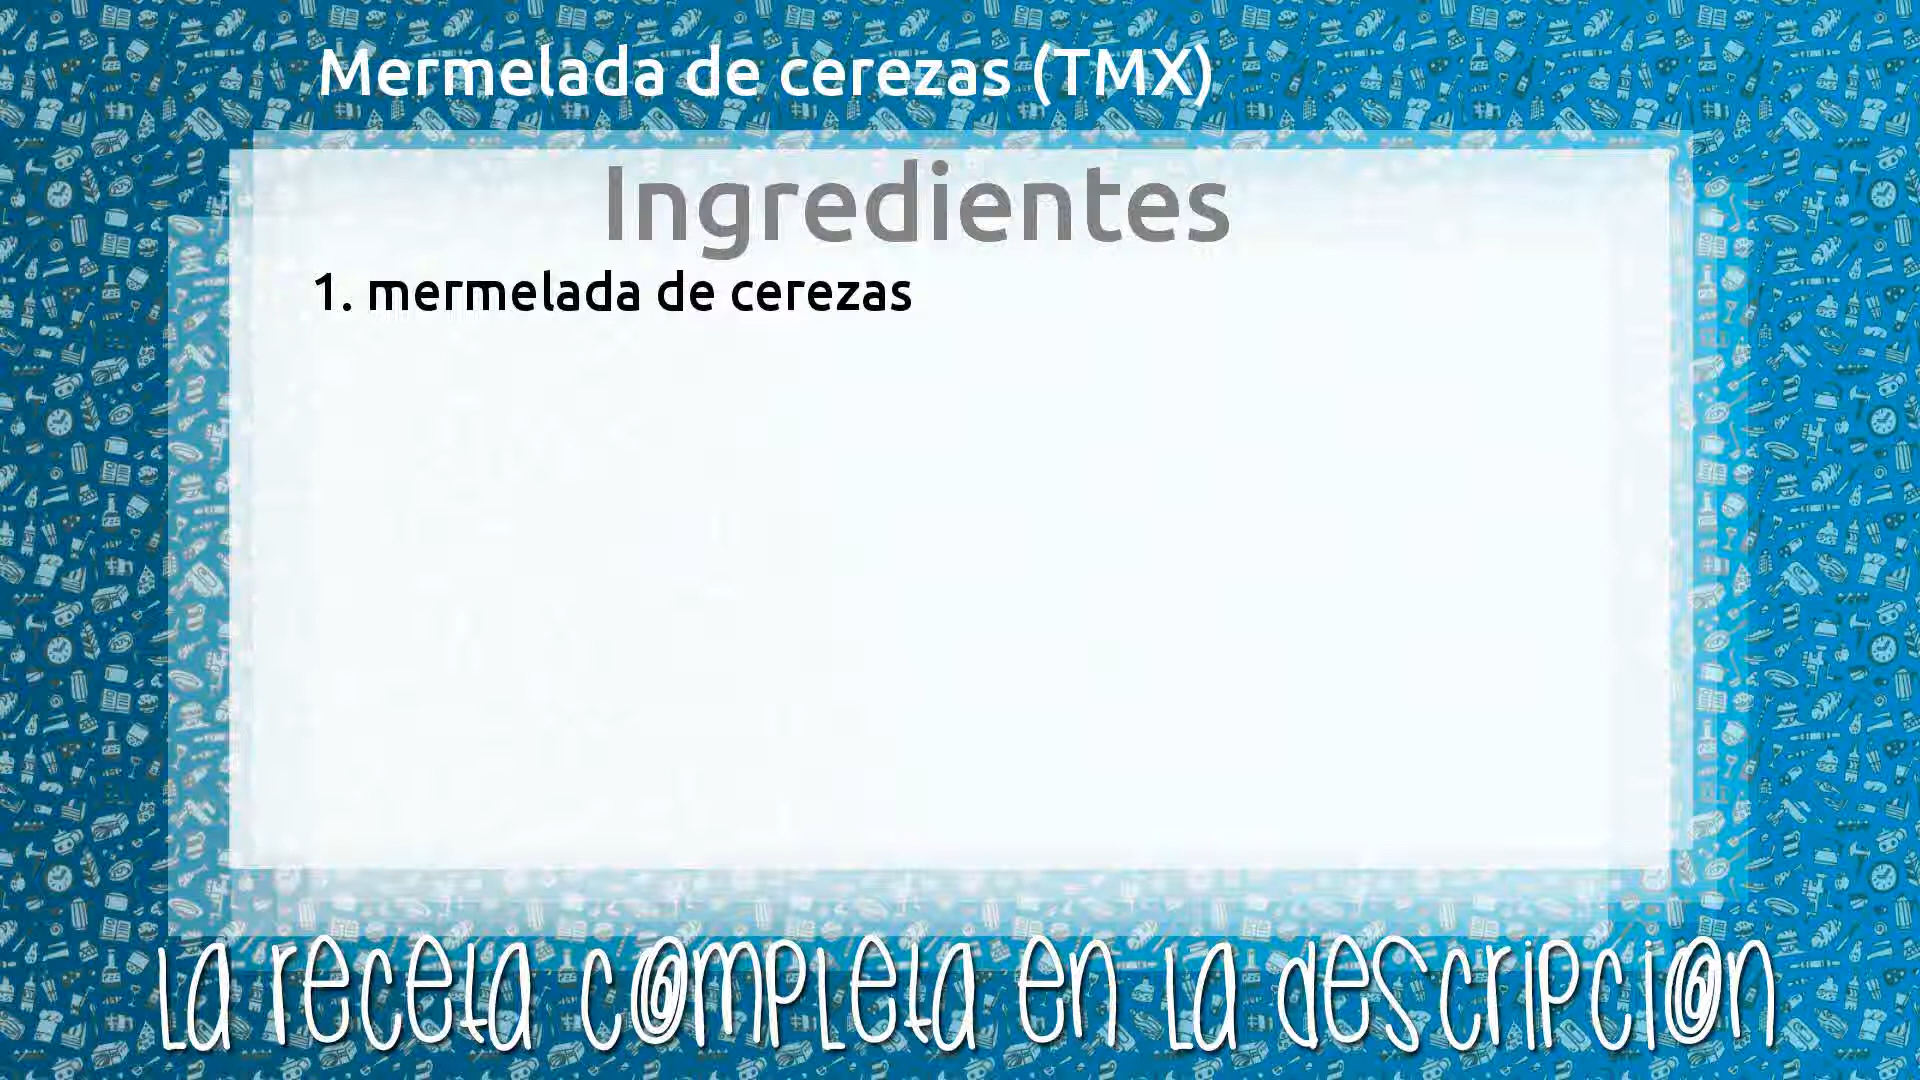 Mermelada de cerezas (TMX)
Ingredientes
1. mermelada de cerezas
La receta completa en la descripcion